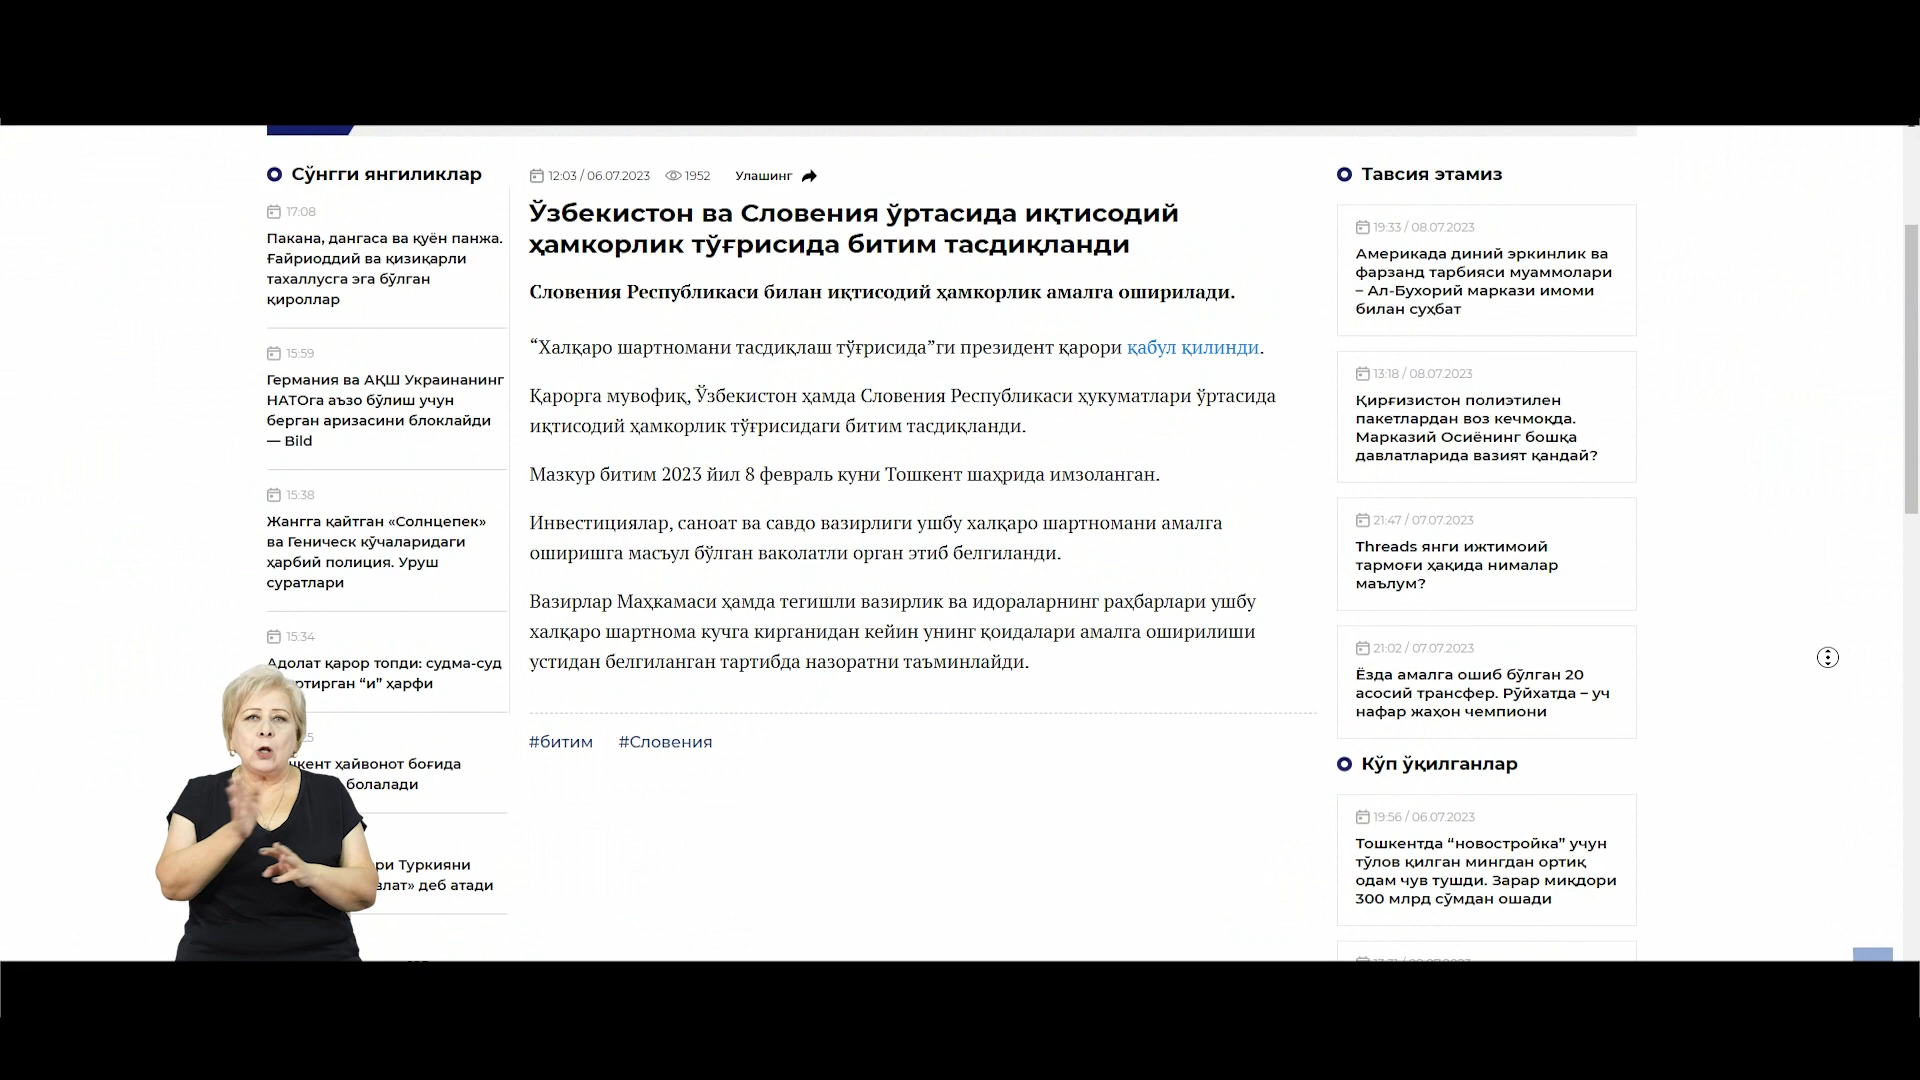 Сўнгги янгиликлар
17:08
Пакана, дангаса ва қуён панжа.
Ғайриоддий ва қизиқарли
тахаллусга эга бўлган
қироллар
15:59
Германия ва АҚШ Украинанинг
НАТОга аъзо бўлиш учун
берган аризасини блоклайди
— Bild
15:38
Жангга қайтган «Солнцепек»
ва Геническ кўчаларидаги
ҳарбий полиция. Уруш
суратлари
15:34
Адолат қарор топди: судма-суд
“и” ҳарфи
ҳайвонот боғида
болалади
Туркияни
деб атади
12:03 / 06.07.2023 1952 Улашинг
Ўзбекистон ва Словения ўртасида иқтисодий
ҳамкорлик тўғрисида битим тасдиқланди
Словения Республикаси билан иқтисодий ҳамкорлик амалга оширилади.
“Халқаро шартномани тасдиқлаш тўғрисида”ги президент қарори қабул қилинди.
Қарорга мувофиқ, Ўзбекистон ҳамда Словения Республикаси ҳукуматлари ўртасида
иқтисодий ҳамкорлик тўғрисидаги битим тасдиқланди.
Мазкур битим 2023 йил 8 февраль куни Тошкент шаҳрида имзоланган.
Инвестициялар, саноат ва савдо вазирлиги ушбу халқаро шартномани амалга
оширишга масъул бўлган ваколатли орган этиб белгиланди.
Вазирлар Маҳкамаси ҳамда тегишли вазирлик ва идораларнинг раҳбарлари ушбу
халқаро шартнома кучга кирганидан кейин унинг қоидалари амалга оширилиши
устидан белгиланган тартибда назоратни таъминлайди.
#битим #Словения
Тавсия этамиз
19:33 / 08.07.2023
Америкада диний эркинлик ва
фарзанд тарбияси муаммолари
– Ал-Бухорий маркази имоми
билан суҳбат
13:18 / 08.07.2023
Қирғизистон полиэтилен
пакетлардан воз кечмоқда.
Марказий Осиёнинг бошқа
давлатларида вазият қандай?
21:47 / 07.07.2023
Threads янги ижтимоий
тармоғи ҳақида нималар
маълум?
21:02 / 07.07.2023
Ёзда амалга ошиб бўлган 20
асосий трансфер. Рўйхатда – уч
нафар жаҳон чемпиони
Кўп ўқилганлар
19:56 / 06.07.2023
Тошкентда “новостройка” учун
тўлов қилган мингдан ортиқ
одам чув тушди. Зарар миқдори
300 млрд сўмдан ошади